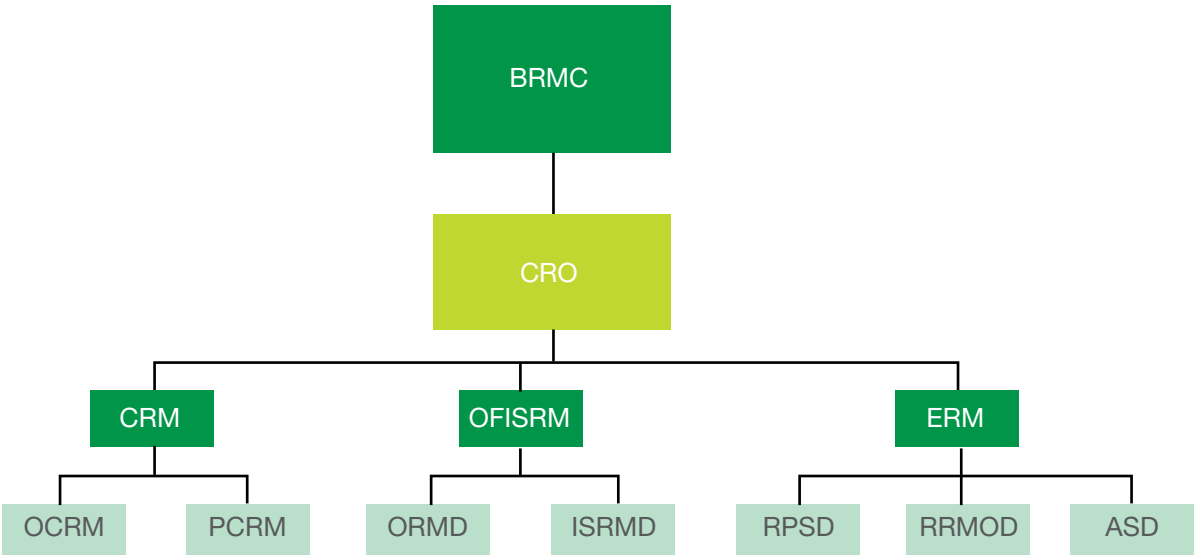 BRMC
CRO
CRM
OFISRM
ERM
OCRM
PCRM
ORMD
ISRMD
RPSD
RRMOD
ASD